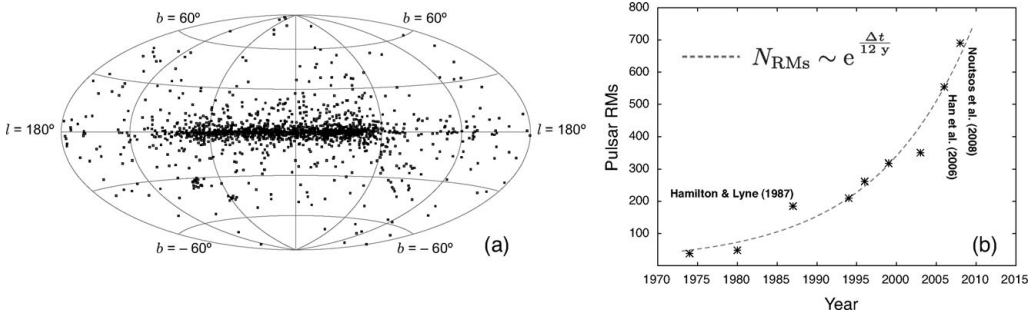 b = 60º
b = 60º
l = 180º
l = 180º
b = – 60º
b = – 60º
(a)
800
700
600
500
400
300
200
100
Pulsar RMs
N_RMs ~ e^(Δt / 12 y)
Hamilton & Lyne (1987)
Han et al. (2006)
Noutsos et al. (2008)
(b)
1970 1975 1980 1985 1990 1995 2000 2005 2010 2015
Year